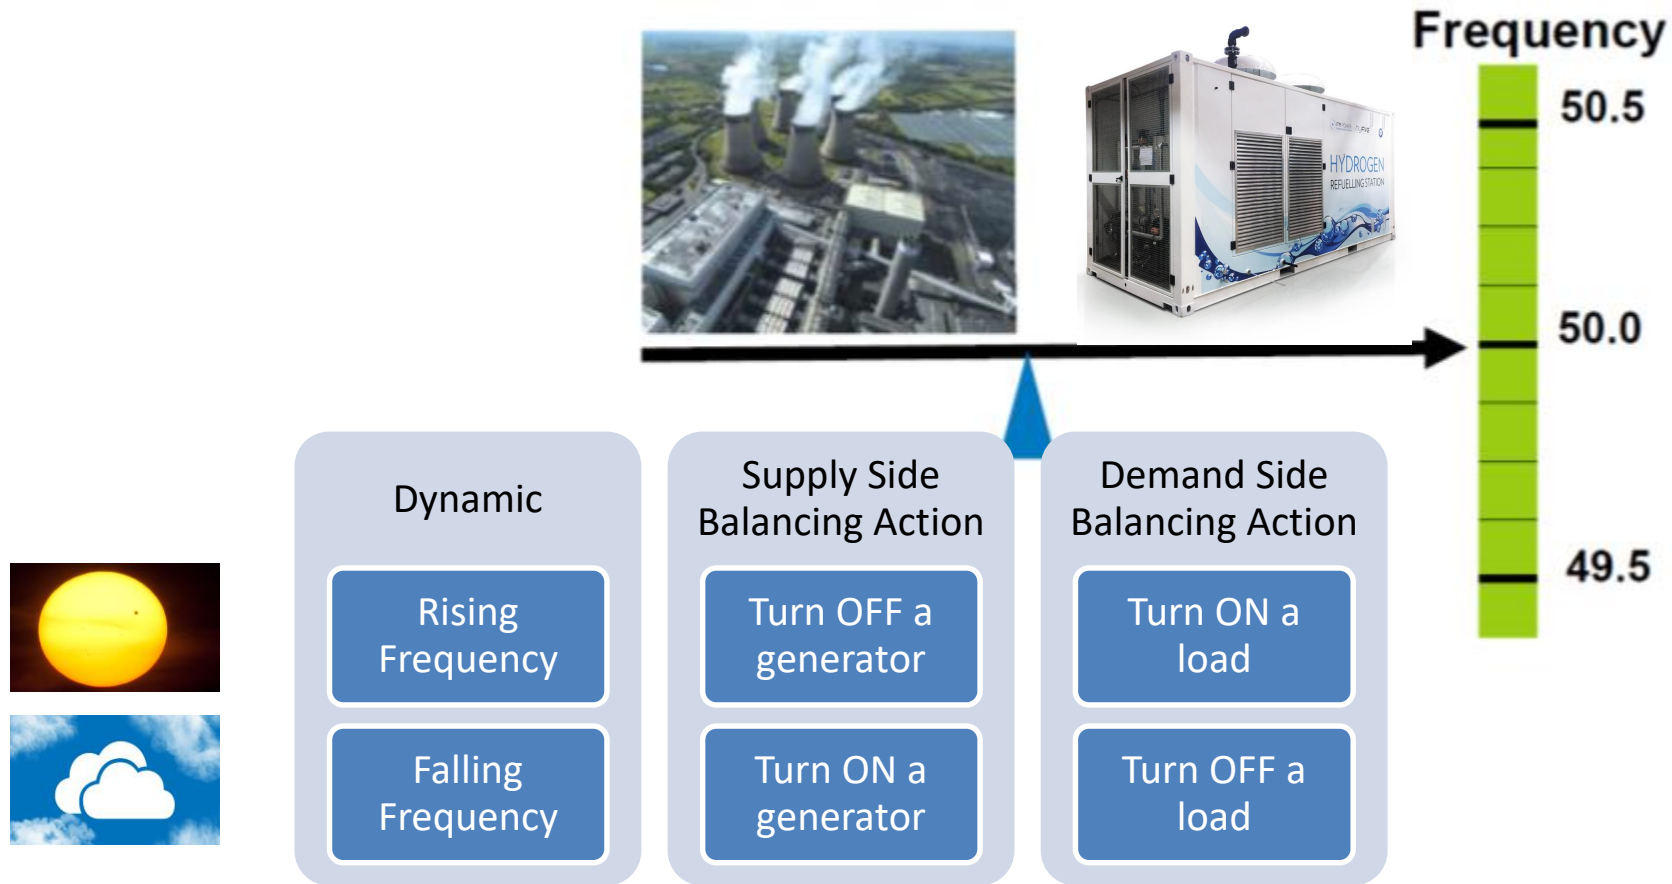 Frequency
50.5
50.0
49.5
HYDROGEN
REFUELLING STATION
Dynamic
Supply Side
Balancing Action
Demand Side
Balancing Action
Rising
Frequency
Turn OFF a
generator
Turn ON a
load
Falling
Frequency
Turn ON a
generator
Turn OFF a
load